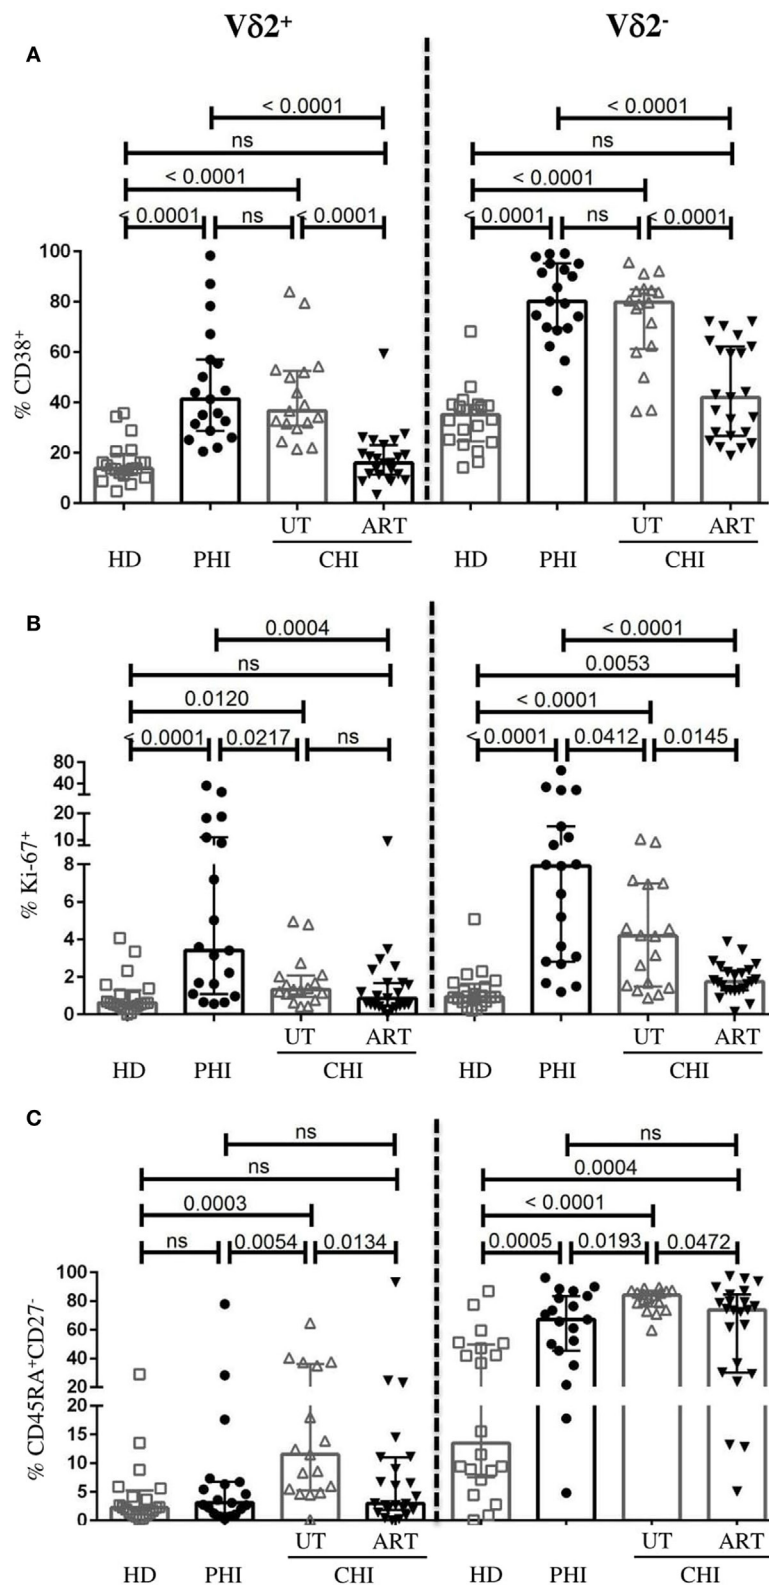 Vδ2⁺ Vδ2⁻
A
< 0.0001 < 0.0001
ns ns
< 0.0001 < 0.0001
< 0.0001 ns < 0.0001 < 0.0001 ns < 0.0001
100
80
60
40
20
0
% CD38⁺
UT ART UT ART
HD PHI CHI HD PHI CHI
B
0.0004 < 0.0001
ns 0.0053
0.0120 < 0.0001
< 0.0001 0.0217 ns < 0.0001 0.0412 0.0145
80
40
20
10
8
6
4
2
0
% Ki-67⁺
UT ART UT ART
HD PHI CHI HD PHI CHI
C
ns ns
ns 0.0004
0.0003 < 0.0001
ns 0.0054 0.0134 0.0005 0.0193 0.0472
100
80
60
40
20
20
15
10
5
0
% CD45RA⁺CD27⁻
UT ART UT ART
HD PHI CHI HD PHI CHI